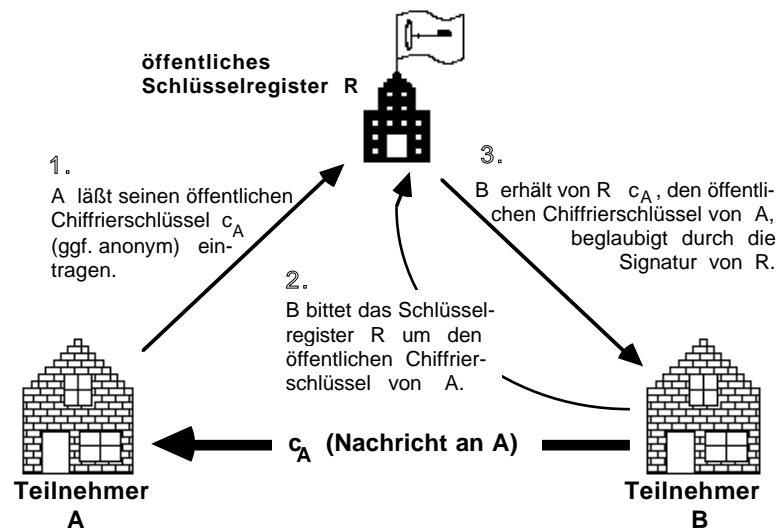 öffentliches
Schlüsselregister R
1.
A läßt seinen öffentlichen
Chiffrierschlüssel c_A
(ggf. anonym) ein-
tragen.
3.
B erhält von R c_A, den öffentli-
chen Chiffrierschlüssel von A,
beglaubigt durch die
Signatur von R.
2.
B bittet das Schlüssel-
register R um den
öffentlichen Chiffrier-
schlüssel von A.
c_A (Nachricht an A)
Teilnehmer
A
Teilnehmer
B